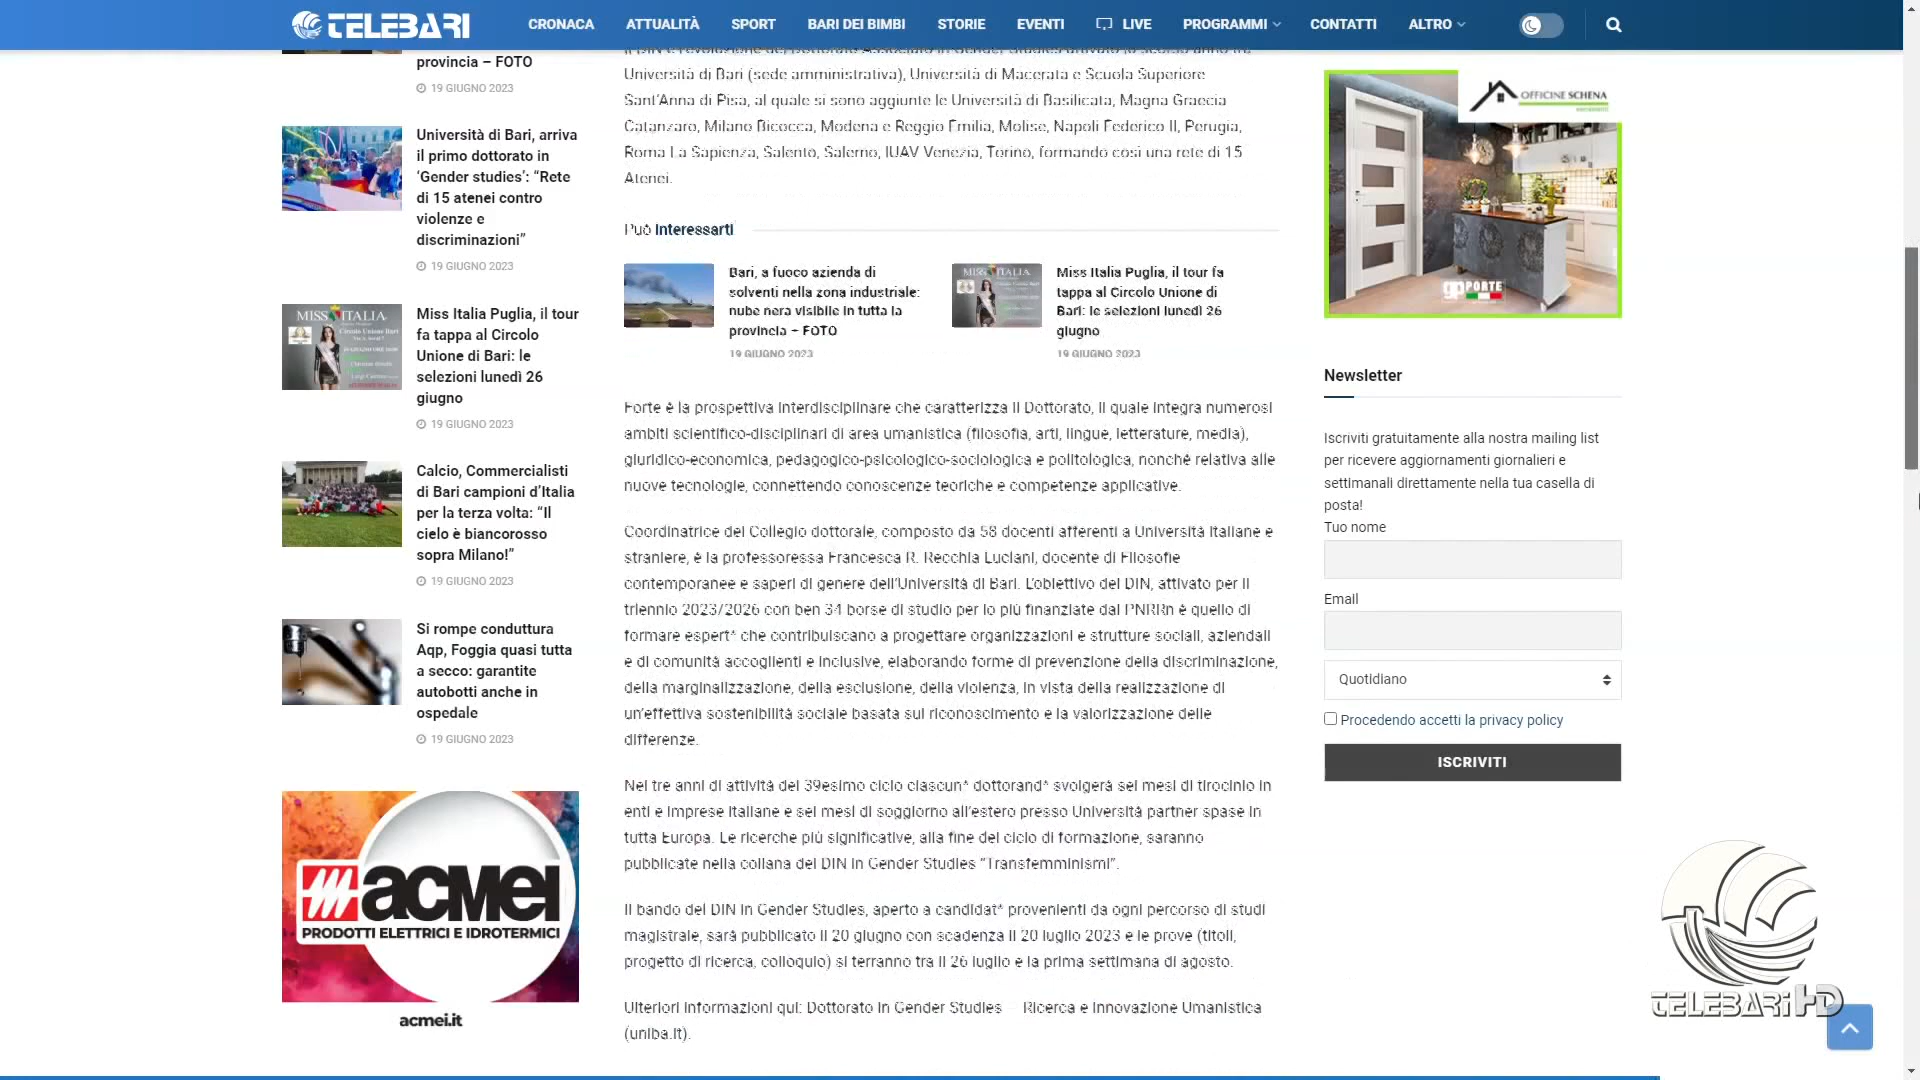 TELEBARI
CRONACA ATTUALITÀ SPORT BARI DEI BIMBI STORIE EVENTI LIVE PROGRAMMI CONTATTI ALTRO
provincia – FOTO
19 GIUGNO 2023
Università di Bari, arriva
il primo dottorato in
‘Gender studies’: “Rete
di 15 atenei contro
violenze e
discriminazioni”
19 GIUGNO 2023
MISS ITALIA
Miss Italia Puglia, il tour
fa tappa al Circolo
Unione di Bari: le
selezioni lunedì 26
giugno
19 GIUGNO 2023
Calcio, Commercialisti
di Bari campioni d’Italia
per la terza volta: “Il
cielo è biancorosso
sopra Milano!”
19 GIUGNO 2023
Si rompe conduttura
Aqp, Foggia quasi tutta
a secco: garantite
autobotti anche in
ospedale
19 GIUGNO 2023
acmei
PRODOTTI ELETTRICI E IDROTERMICI
acmei.it
Il DIN è l’evoluzione del Dottorato Associato in Gender Studies attivato lo scorso anno tra
Università di Bari (sede amministrativa), Università di Macerata e Scuola Superiore
Sant’Anna di Pisa, al quale si sono aggiunte le Università di Basilicata, Magna Graecia
Catanzaro, Milano Bicocca, Modena e Reggio Emilia, Molise, Napoli Federico II, Perugia,
Roma La Sapienza, Salento, Salerno, IUAV Venezia, Torino, formando così una rete di 15
Atenei.
Può Interessarti
Bari, a fuoco azienda di
solventi nella zona industriale:
nube nera visibile in tutta la
provincia – FOTO
19 GIUGNO 2023
MISS ITALIA
Miss Italia Puglia, il tour fa
tappa al Circolo Unione di
Bari: le selezioni lunedì 26
giugno
19 GIUGNO 2023
Forte è la prospettiva interdisciplinare che caratterizza il Dottorato, il quale integra numerosi
ambiti scientifico-disciplinari di area umanistica (filosofia, arti, lingue, letterature, media),
giuridico-economica, pedagogico-psicologico-sociologica e politologica, nonché relativa alle
nuove tecnologie, connettendo conoscenze teoriche e competenze applicative.
Coordinatrice del Collegio dottorale, composto da 58 docenti afferenti a Università italiane e
straniere, è la professoressa Francesca R. Recchia Luciani, docente di Filosofie
contemporanee e saperi di genere dell’Università di Bari. L’obiettivo del DIN, attivato per il
triennio 2023/2026 con ben 34 borse di studio per lo più finanziate dal PNRRn è quello di
formare espert* che contribuiscano a progettare organizzazioni e strutture sociali, aziendali
e di comunità accoglienti e inclusive, elaborando forme di prevenzione della discriminazione,
della marginalizzazione, della esclusione, della violenza, in vista della realizzazione di
un’effettiva sostenibilità sociale basata sul riconoscimento e la valorizzazione delle
differenze.
Nei tre anni di attività del 39esimo ciclo ciascun* dottorand* svolgerà sei mesi di tirocinio in
enti e imprese italiane e sei mesi di soggiorno all’estero presso Università partner spase in
tutta Europa. Le ricerche più significative, alla fine del ciclo di formazione, saranno
pubblicate nella collana del DIN in Gender Studies “Transfemminismi”.
Il bando del DIN in Gender Studies, aperto a candidat* provenienti da ogni percorso di studi
magistrale, sarà pubblicato il 20 giugno con scadenza il 20 luglio 2023 e le prove (titoli,
progetto di ricerca, colloquio) si terranno tra il 26 luglio e la prima settimana di agosto.
Ulteriori informazioni qui: Dottorato in Gender Studies – Ricerca e Innovazione Umanistica
(uniba.it).
OFFICINE SCHENA
PORTE
Newsletter
Iscriviti gratuitamente alla nostra mailing list
per ricevere aggiornamenti giornalieri e
settimanali direttamente nella tua casella di
posta!
Tuo nome
Email
Quotidiano
Procedendo accetti la privacy policy
ISCRIVITI
TELEBARI HD